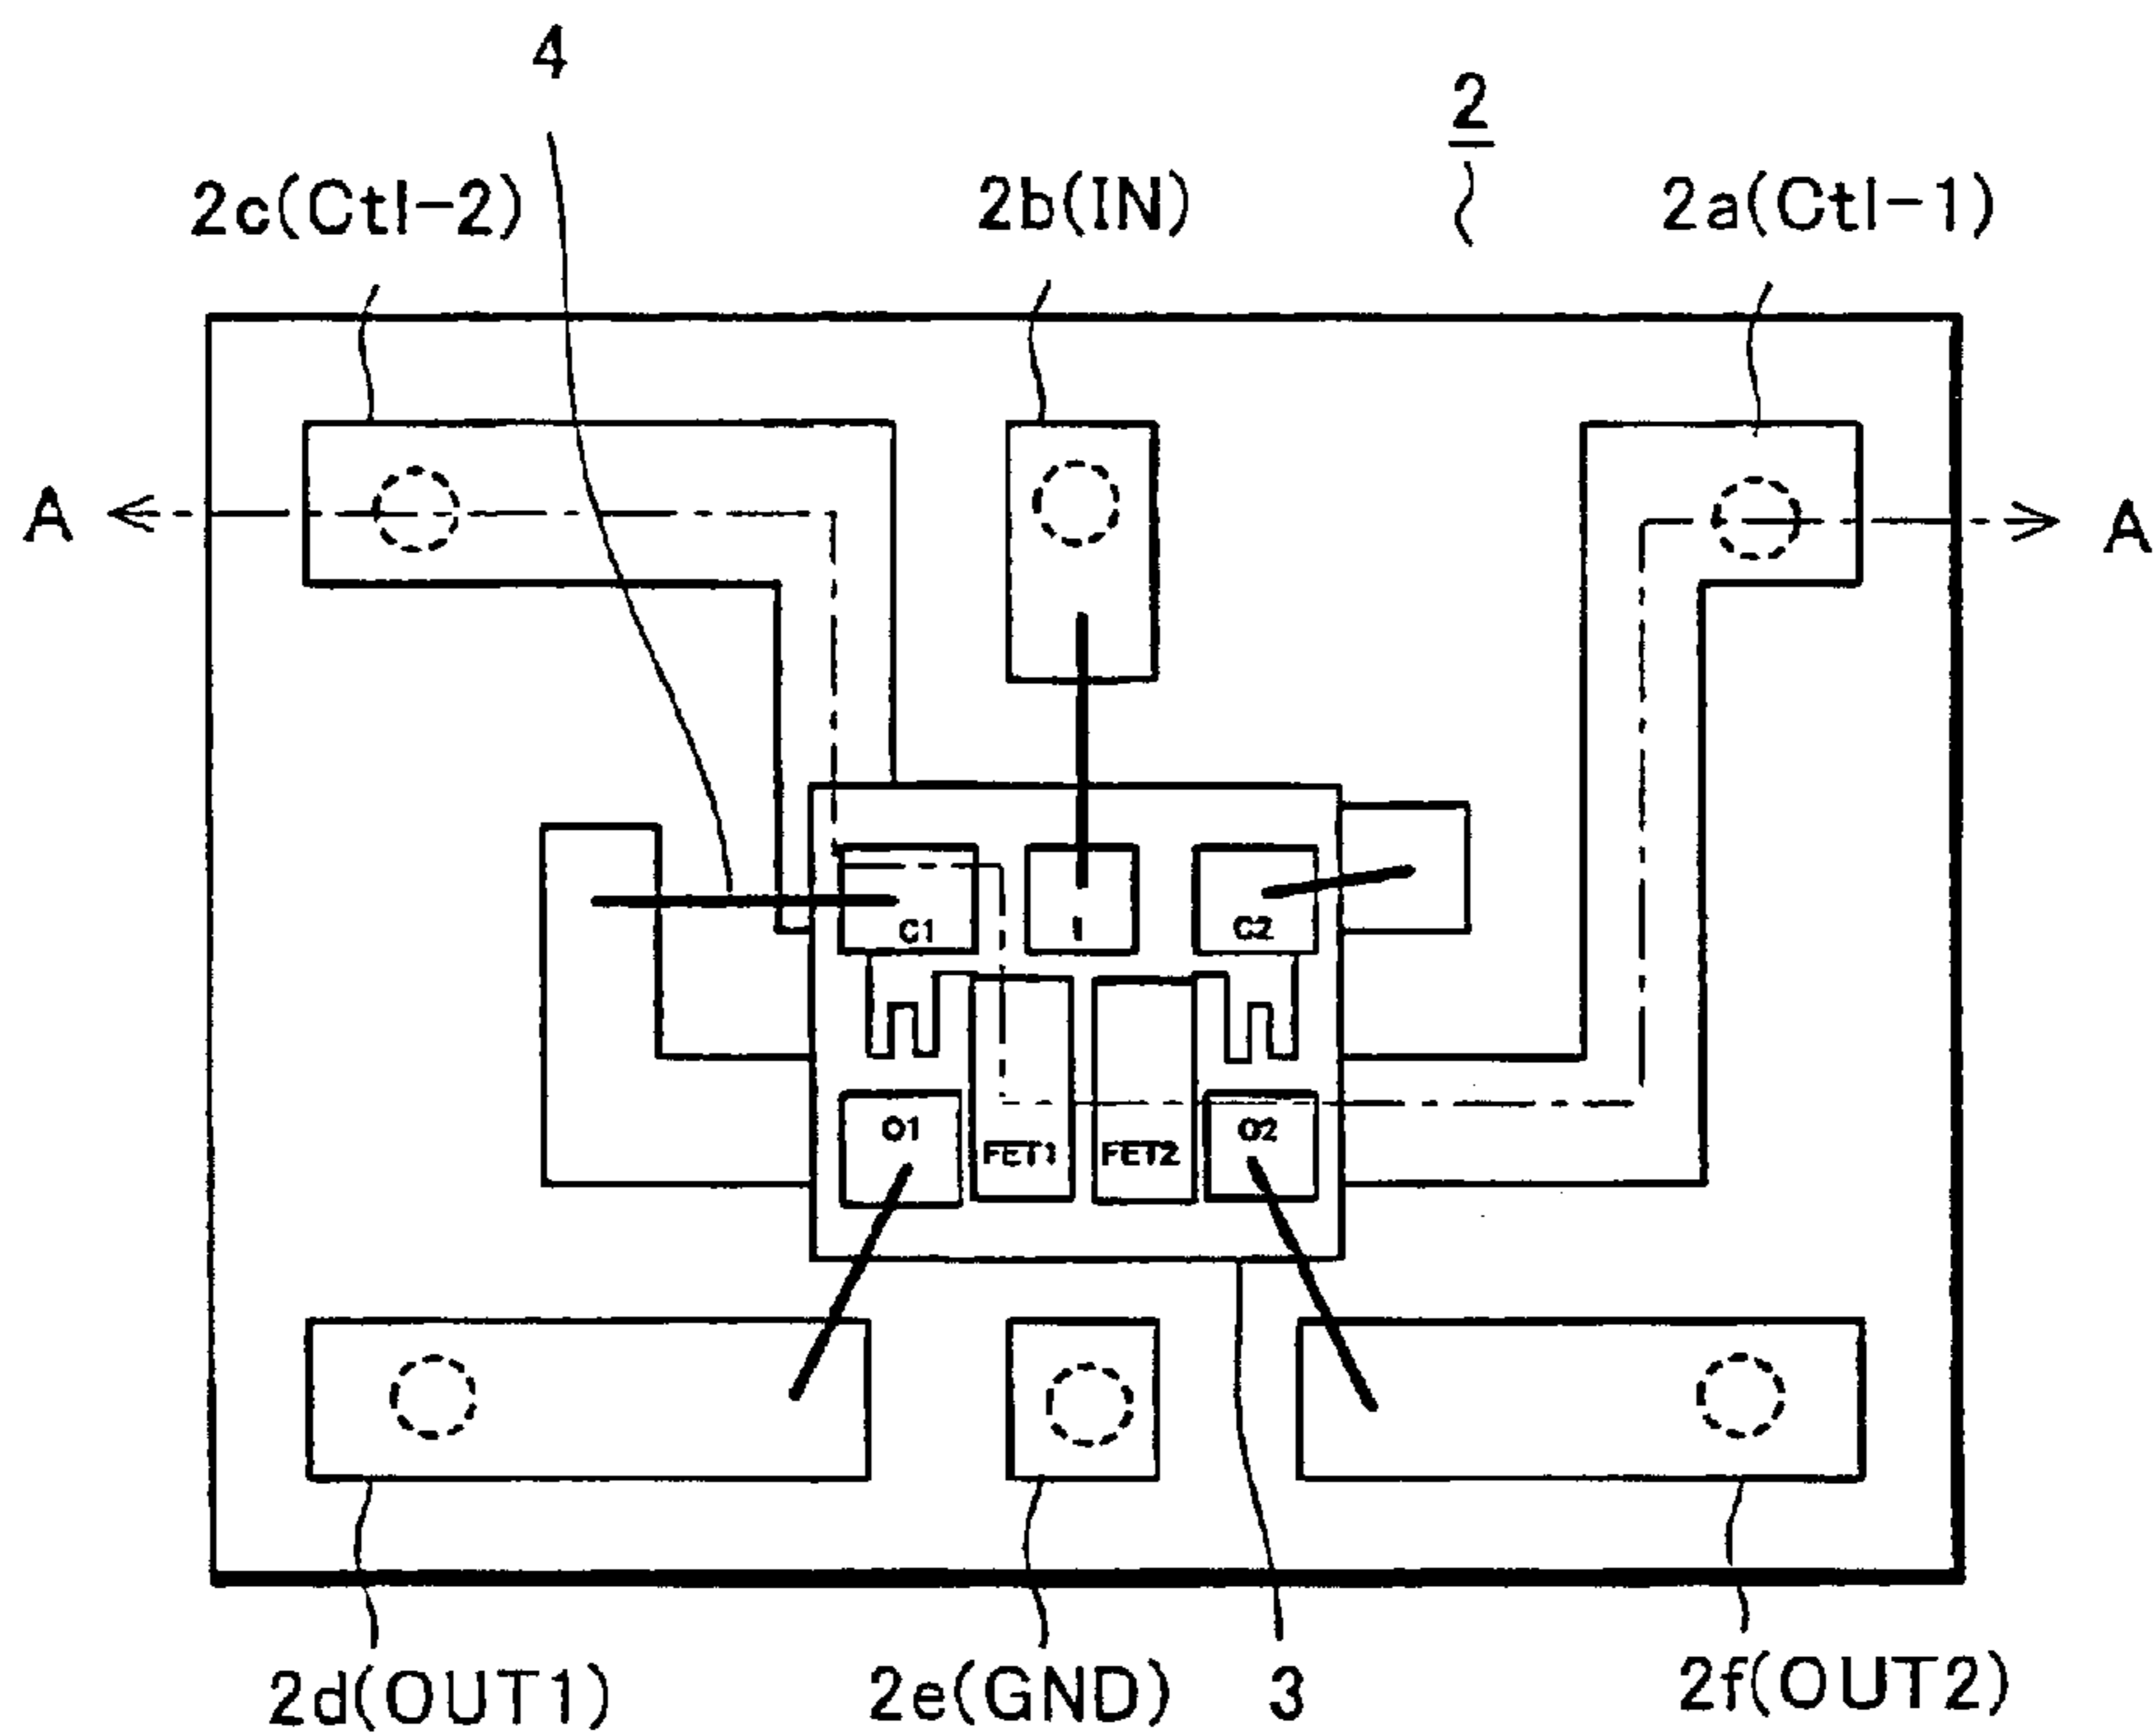 4
2
2c(Ctl-2) 2b(IN) 2a(Ctl-1)
A A
C1 I C2
O1 O2
FET1 FET2
2d(OUT1) 2e(GND) 3 2f(OUT2)